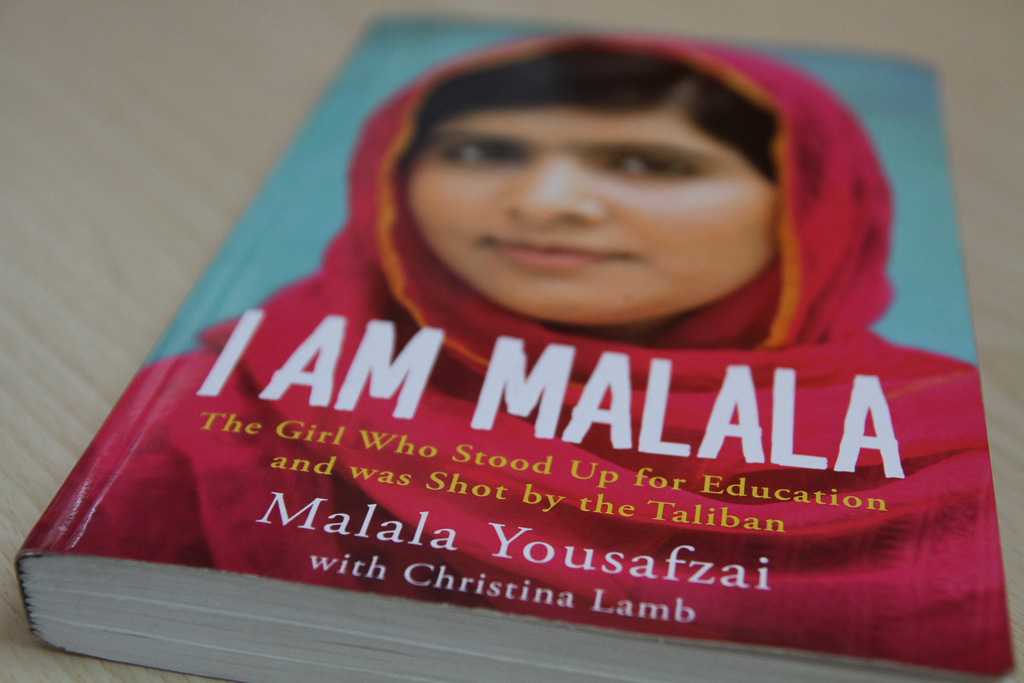 I AM MALALA
The Girl Who Stood Up for Education
and was Shot by the Taliban
Malala Yousafzai
with Christina Lamb